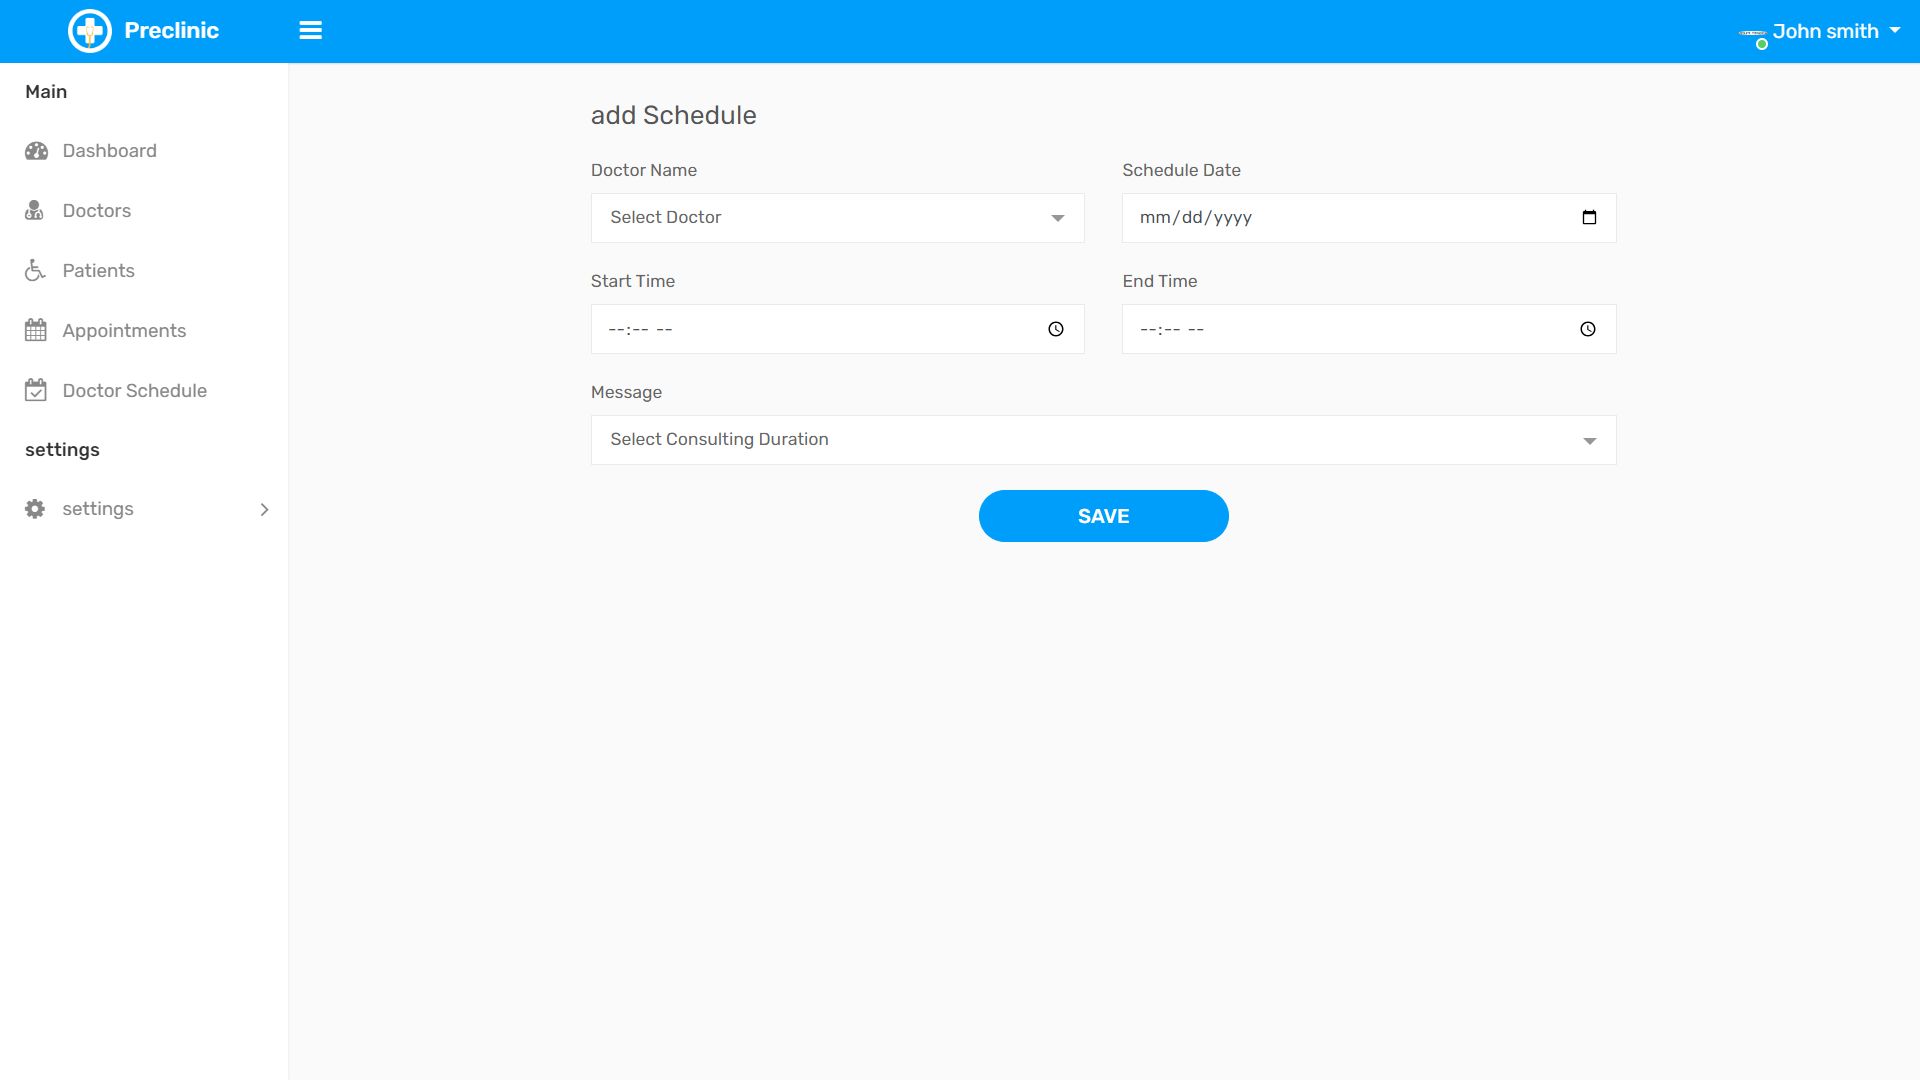 Preclinic
John smith
Main
Dashboard
Doctors
Patients
Appointments
Doctor Schedule
settings
settings
add Schedule
Doctor Name
Schedule Date
Select Doctor
mm/dd/yyyy
Start Time
End Time
--:-- --
--:-- --
Message
Select Consulting Duration
SAVE